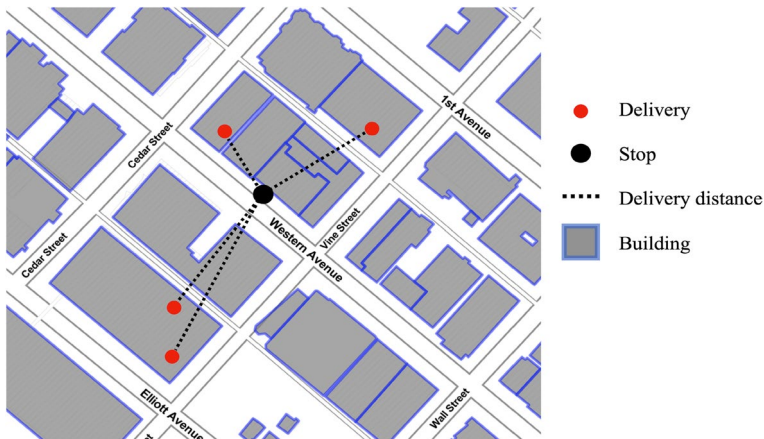 1st Avenue
Cedar Street
Vine Street
Western Avenue
Cedar Street
Elliott Avenue
Wall Street
Delivery
Stop
Delivery distance
Building